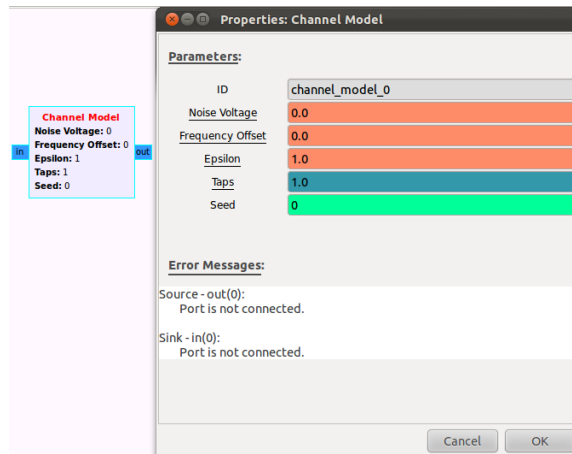 Properties: Channel Model
Parameters:
ID channel_model_0
Noise Voltage 0.0
Frequency Offset 0.0
Epsilon 1.0
Taps 1.0
Seed 0
Error Messages:
Source - out(0):
Port is not connected.
Sink - in(0):
Port is not connected.
Cancel OK
Channel Model
Noise Voltage: 0
Frequency Offset: 0
in Epsilon: 1 out
Taps: 1
Seed: 0